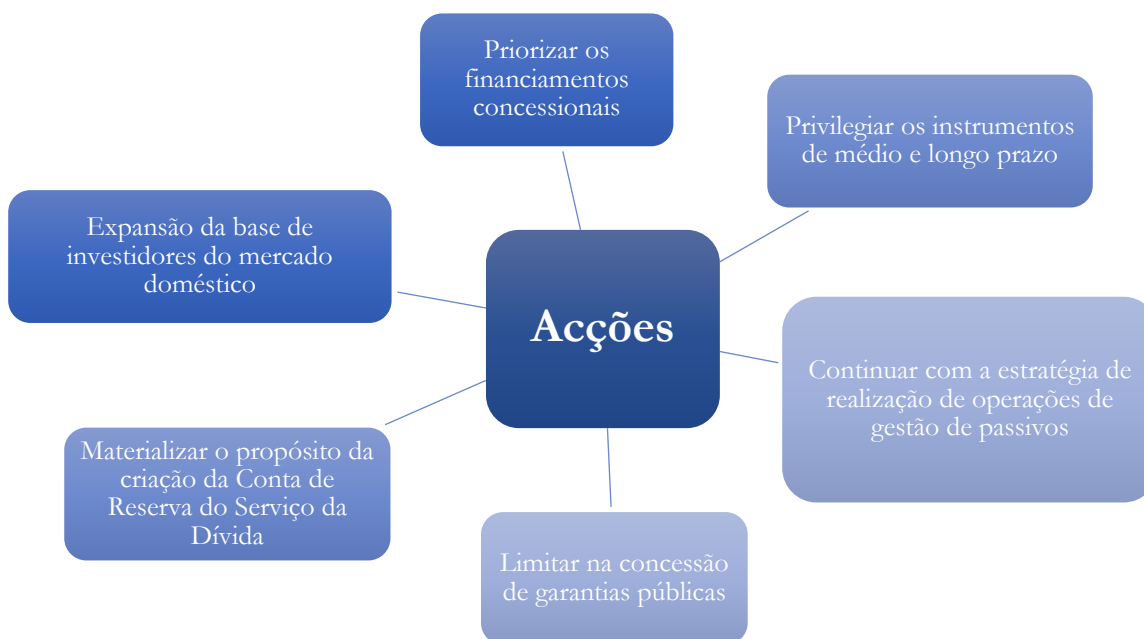 Priorizar os
financiamentos
concessionais
Privilegiar os instrumentos
de médio e longo prazo
Expansão da base de
investidores do mercado
doméstico
Acções
Continuar com a estratégia de
realização de operações de
gestão de passivos
Materializar o propósito da
criação da Conta de
Reserva do Serviço da
Dívida
Limitar na concessão
de garantias públicas